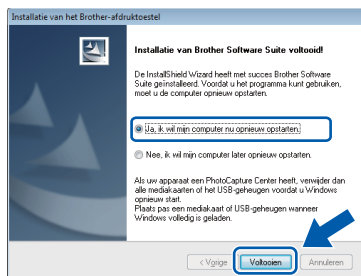 Installatie van het Brother-afdruktoestel
Installatie van Brother Software Suite voltooid!
De InstallShield Wizard heeft met succes Brother Software
Suite geïnstalleerd. Voordat u het programma kunt gebruiken,
moet u de computer opnieuw opstarten.
Ja, ik wil mijn computer nu opnieuw opstarten.
Nee, ik wil mijn computer later opnieuw opstarten.
Als uw apparaat een PhotoCapture Center heeft, verwijder dan
alle mediakaarten of het USB-geheugen voordat u Windows
opnieuw start.
Plaats pas een mediakaart of USB-geheugen wanneer
Windows volledig is geladen.
< Vorige
Voltooien
Annuleren